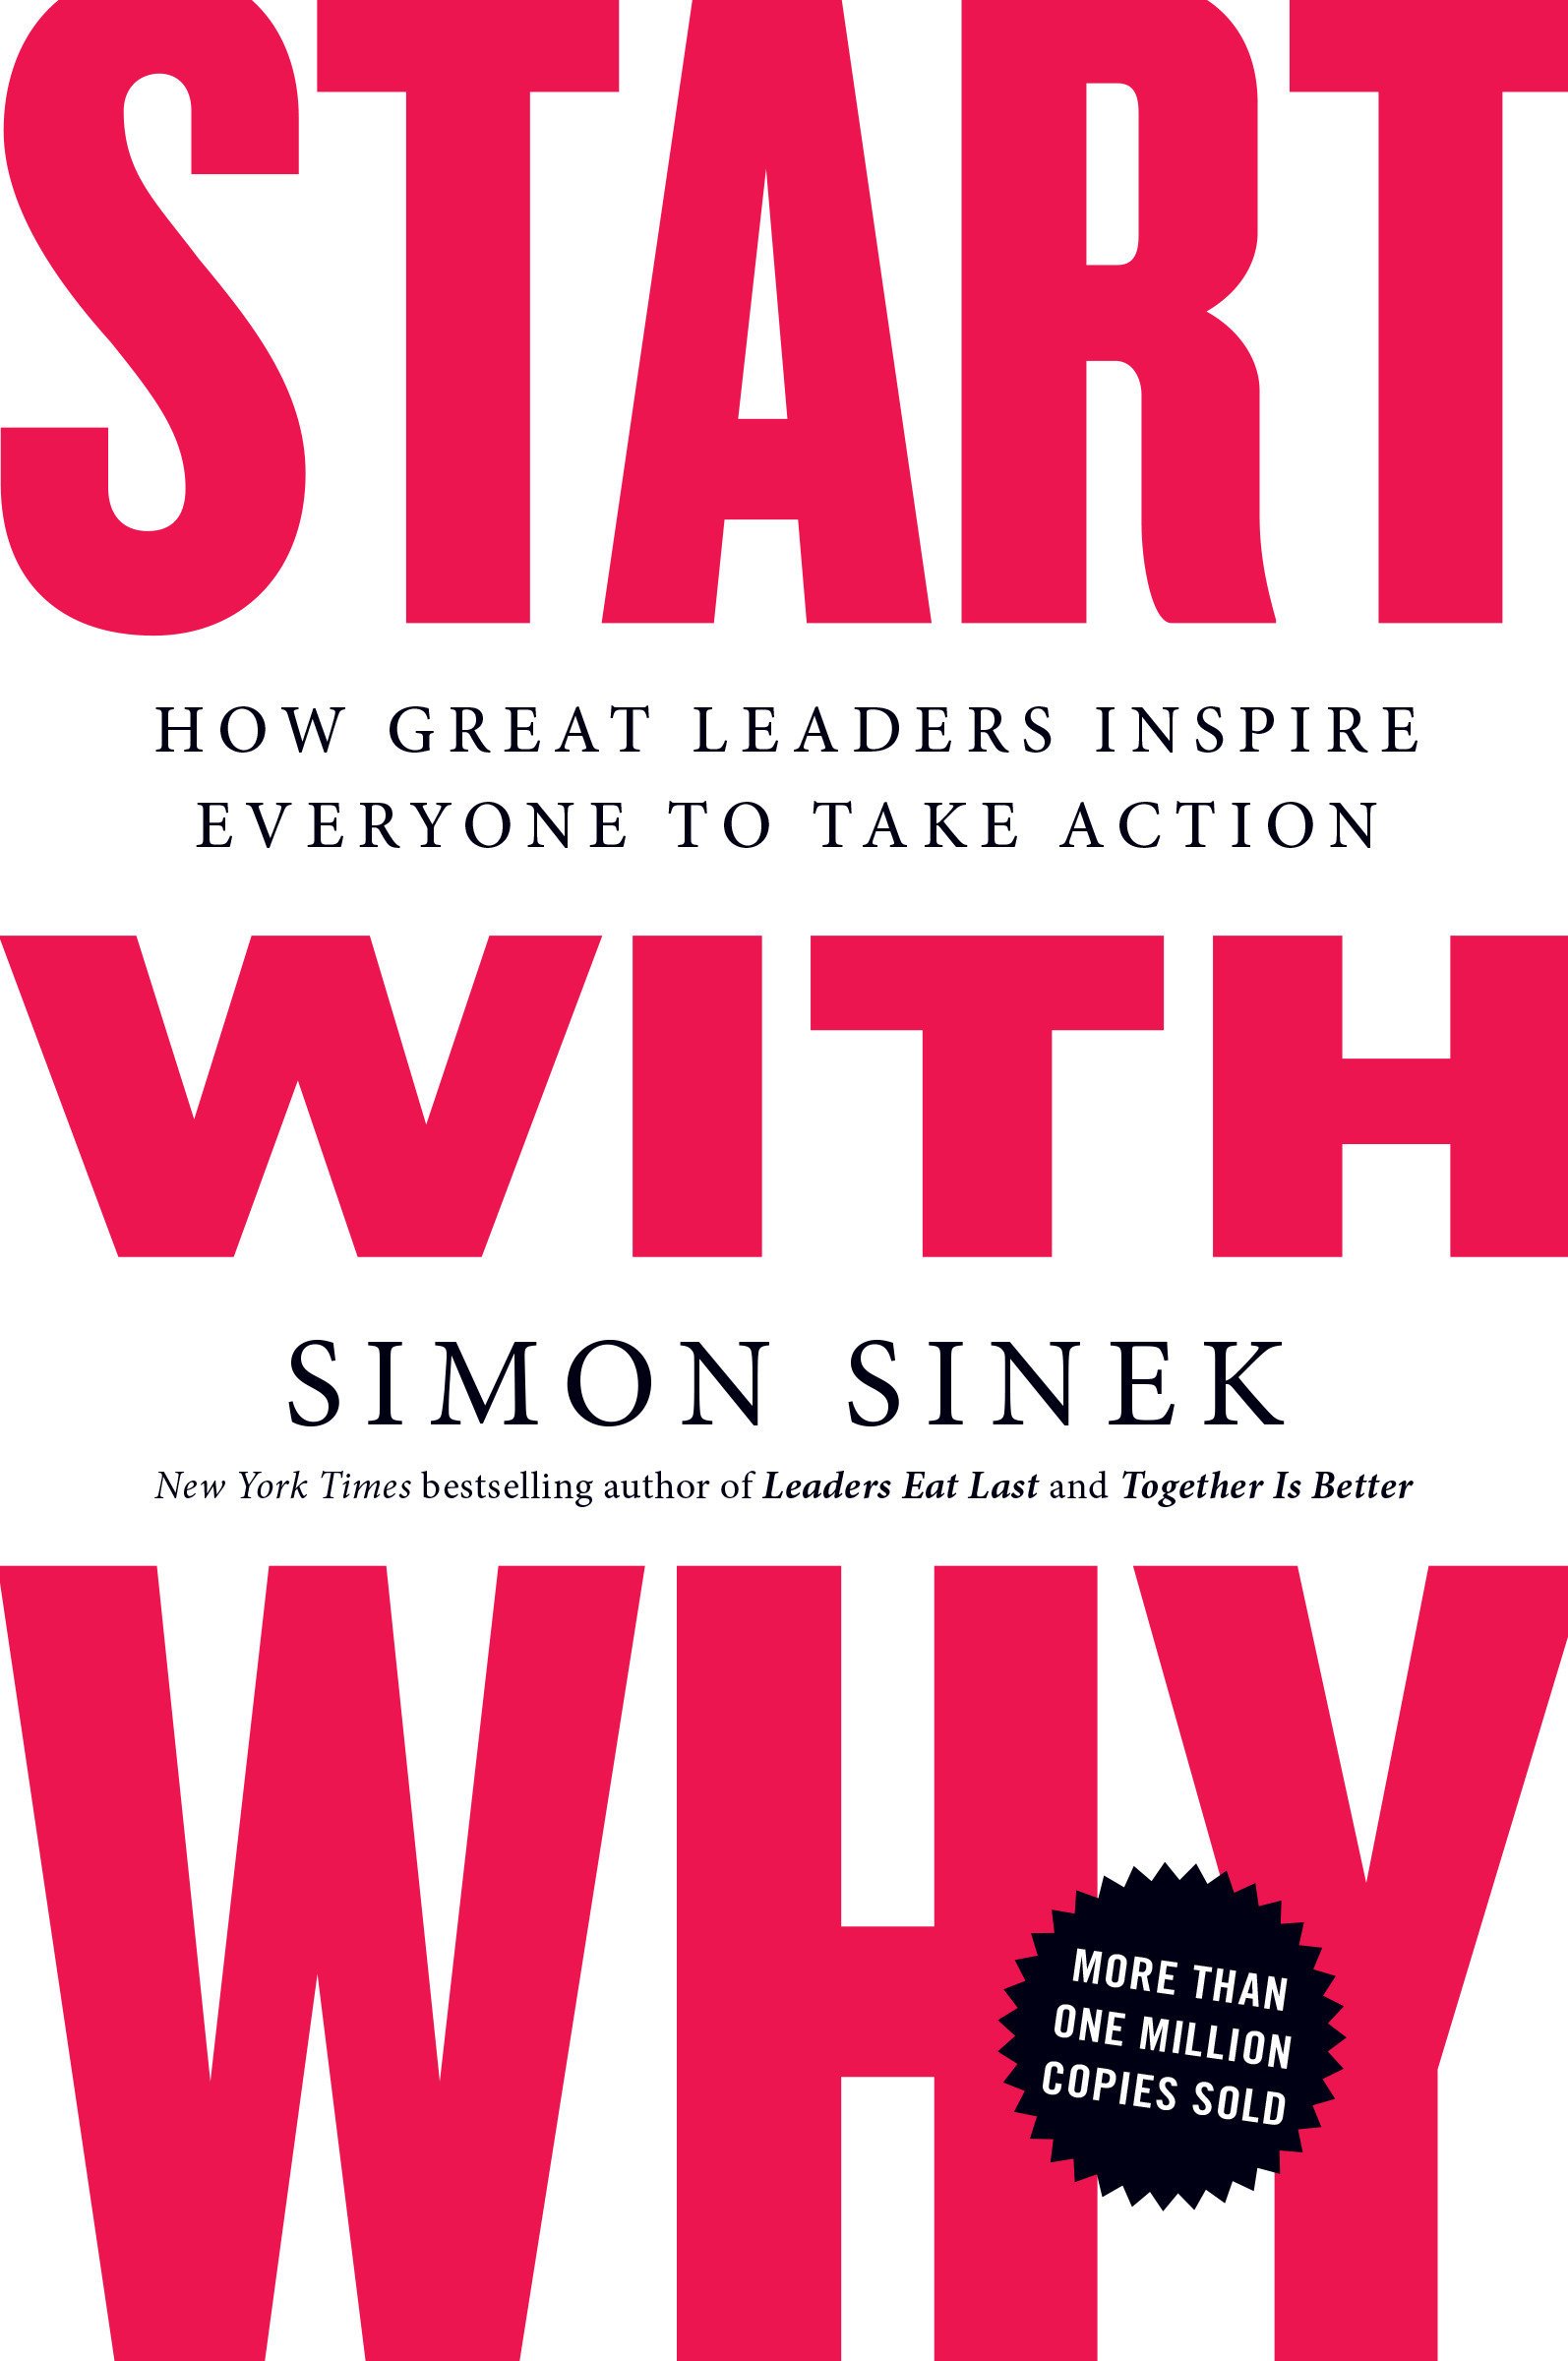 START
HOW GREAT LEADERS INSPIRE
EVERYONE TO TAKE ACTION
WITH
SIMON SINEK
New York Times bestselling author of Leaders Eat Last and Together Is Better
WHY
MORE THAN
ONE MILLION
COPIES SOLD